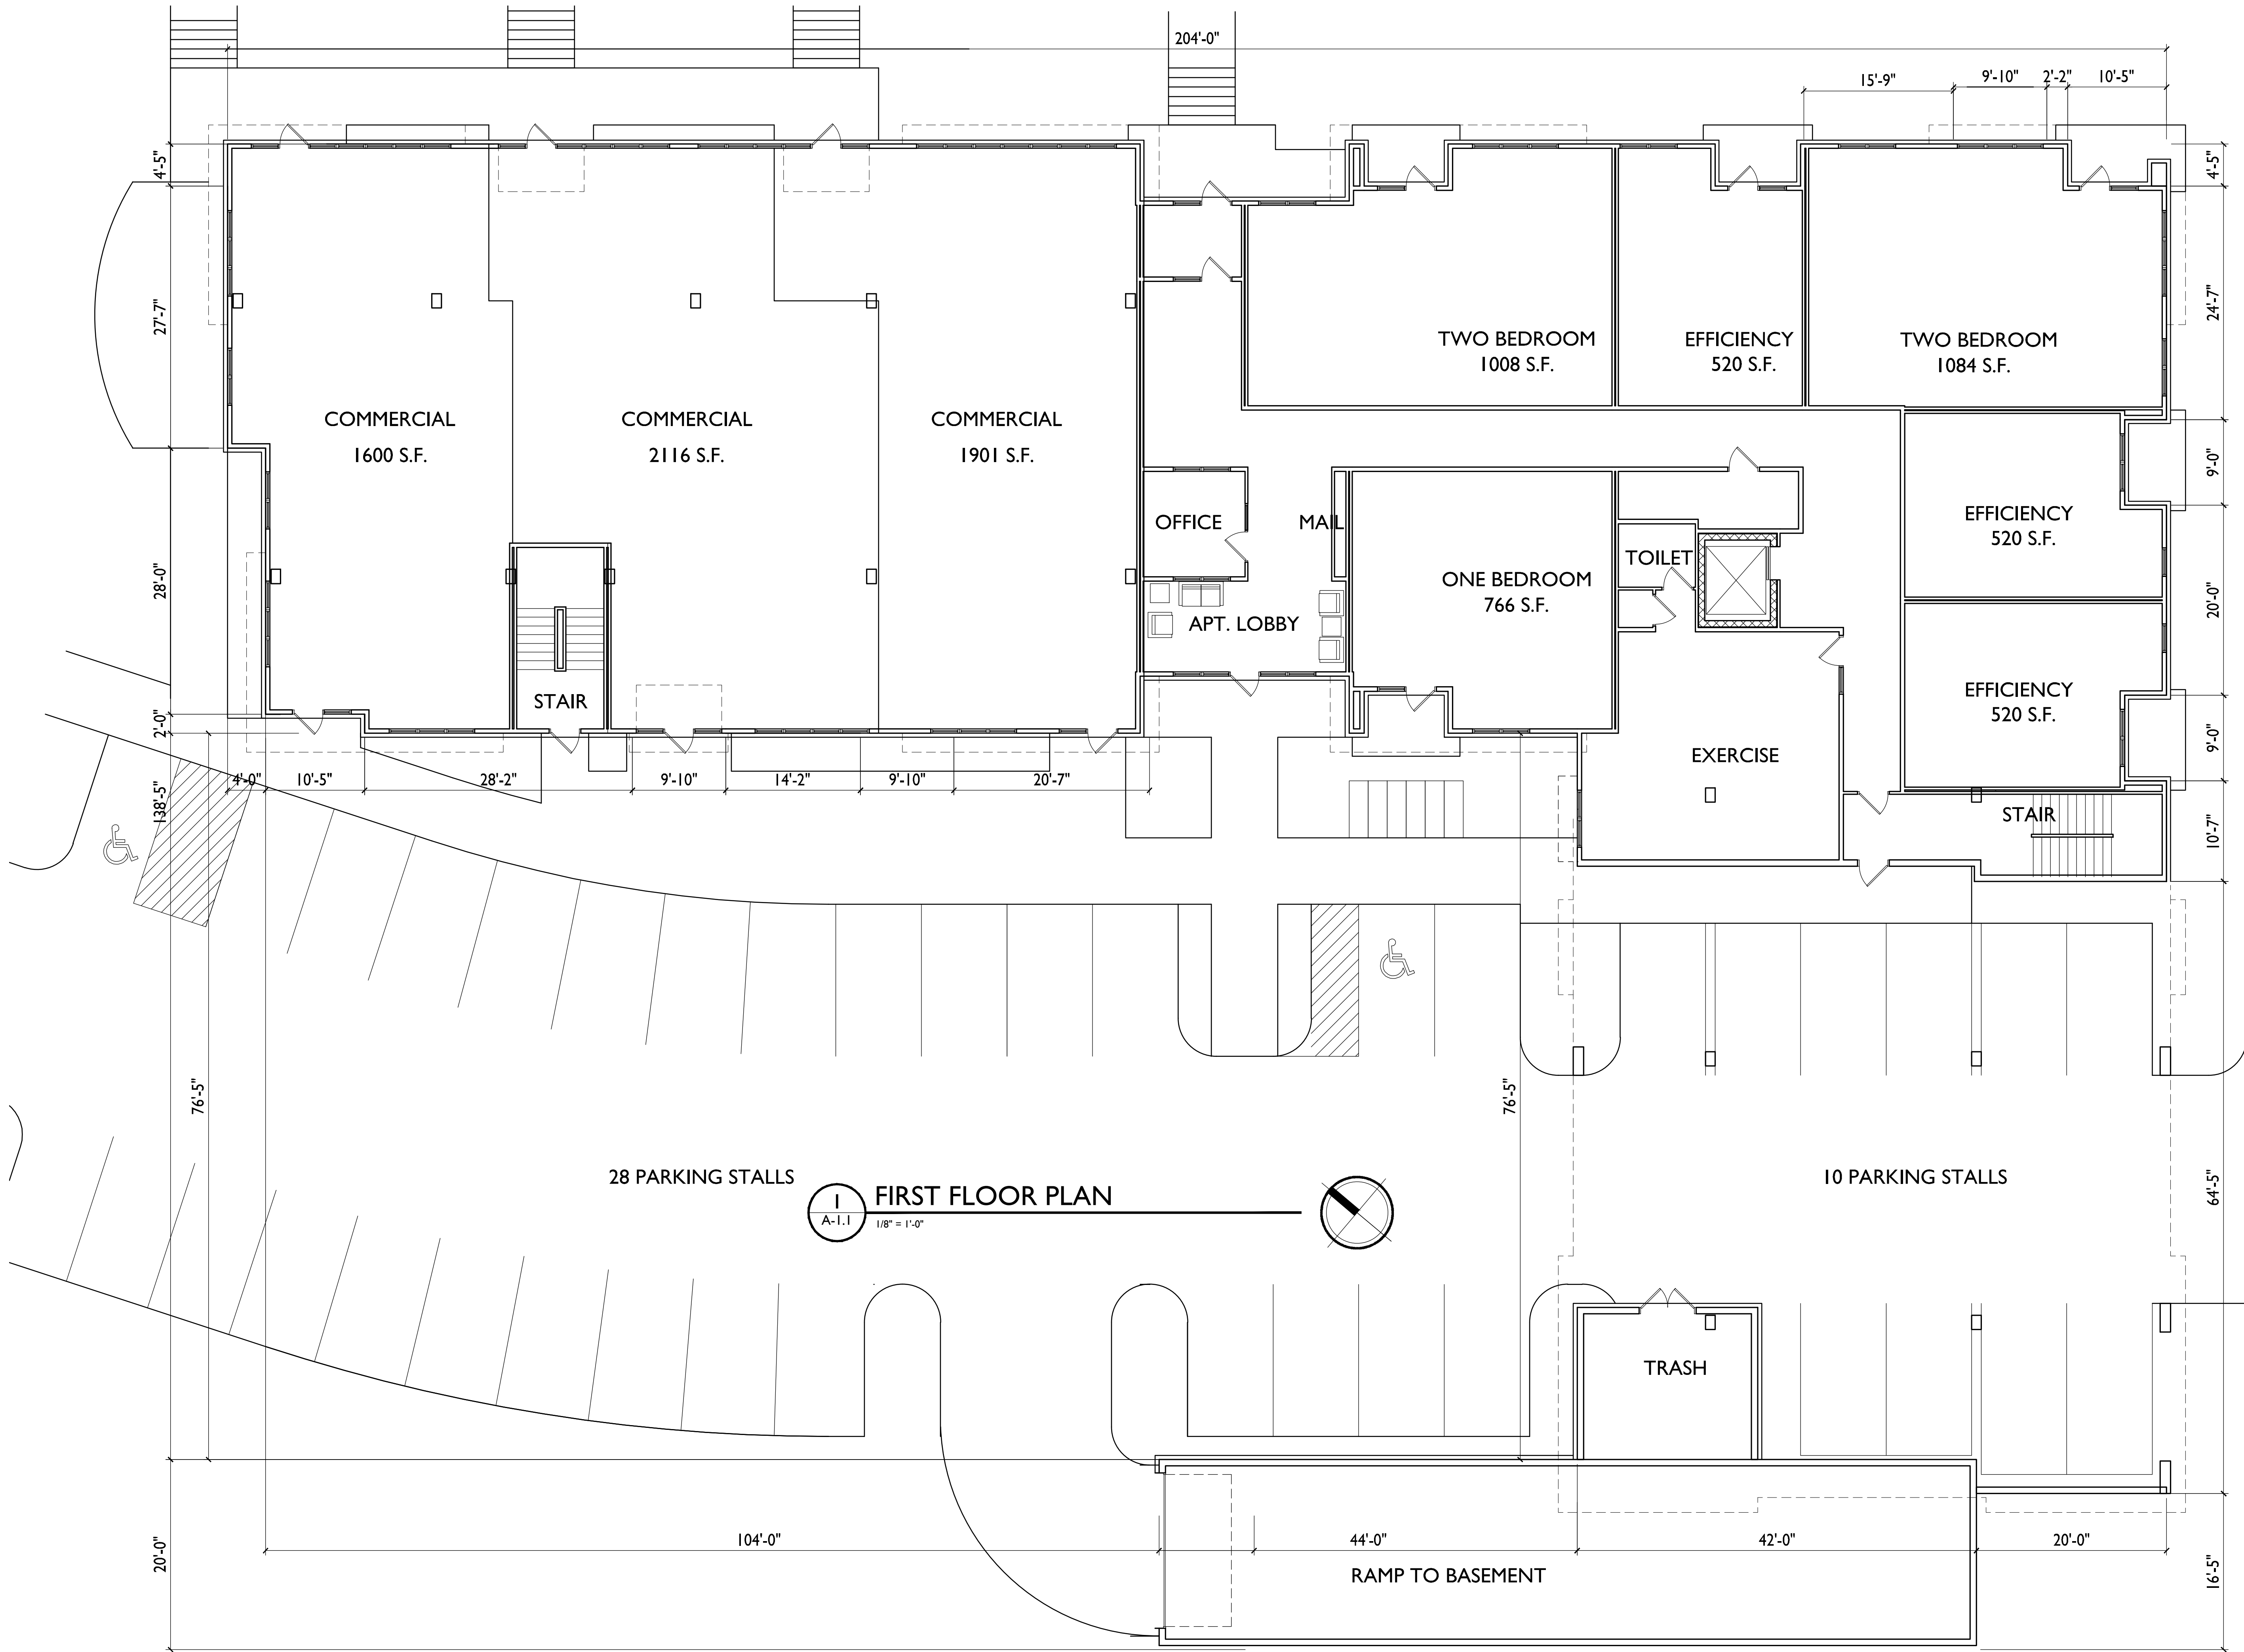 204'-0"
15'-9"
9'-10"
2'-2"
10'-5"
4'-5"
4'-5"
27'-7"
24'-7"
TWO BEDROOM
1008 S.F.
EFFICIENCY
520 S.F.
TWO BEDROOM
1084 S.F.
COMMERCIAL
1600 S.F.
COMMERCIAL
2116 S.F.
COMMERCIAL
1901 S.F.
9'-0"
OFFICE
MAIL
EFFICIENCY
520 S.F.
TOILET
ONE BEDROOM
766 S.F.
28'-0"
20'-0"
APT. LOBBY
STAIR
EFFICIENCY
520 S.F.
2'-0"
9'-0"
EXERCISE
4'-0"
10'-5"
28'-2"
9'-10"
14'-2"
9'-10"
20'-7"
138'-5"
STAIR
10'-7"
76'-5"
76'-5"
28 PARKING STALLS
10 PARKING STALLS
64'-5"
1
A-1.1
FIRST FLOOR PLAN
1/8" = 1'-0"
TRASH
20'-0"
104'-0"
44'-0"
42'-0"
20'-0"
RAMP TO BASEMENT
16'-5"